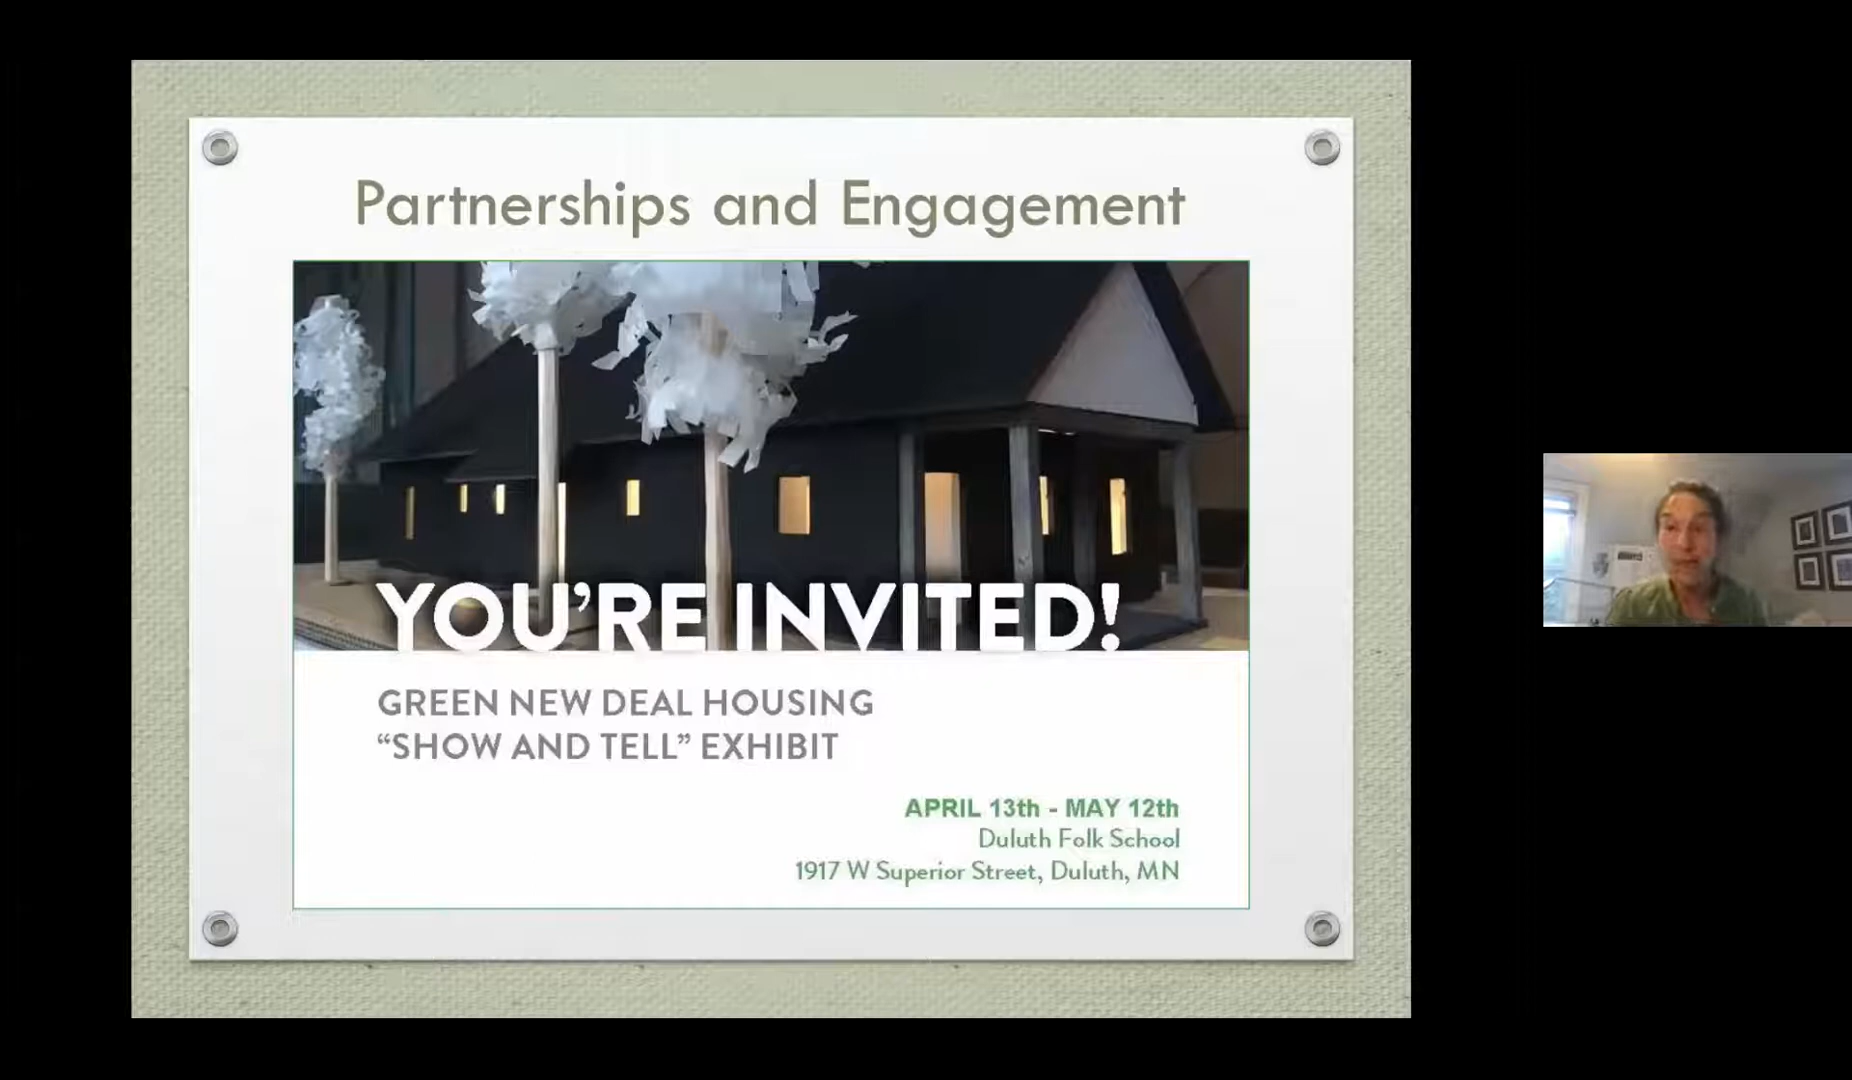 Partnerships and Engagement
YOU'RE INVITED!
GREEN NEW DEAL HOUSING
“SHOW AND TELL” EXHIBIT
APRIL 13th - MAY 12th
Duluth Folk School
1917 W Superior Street, Duluth, MN